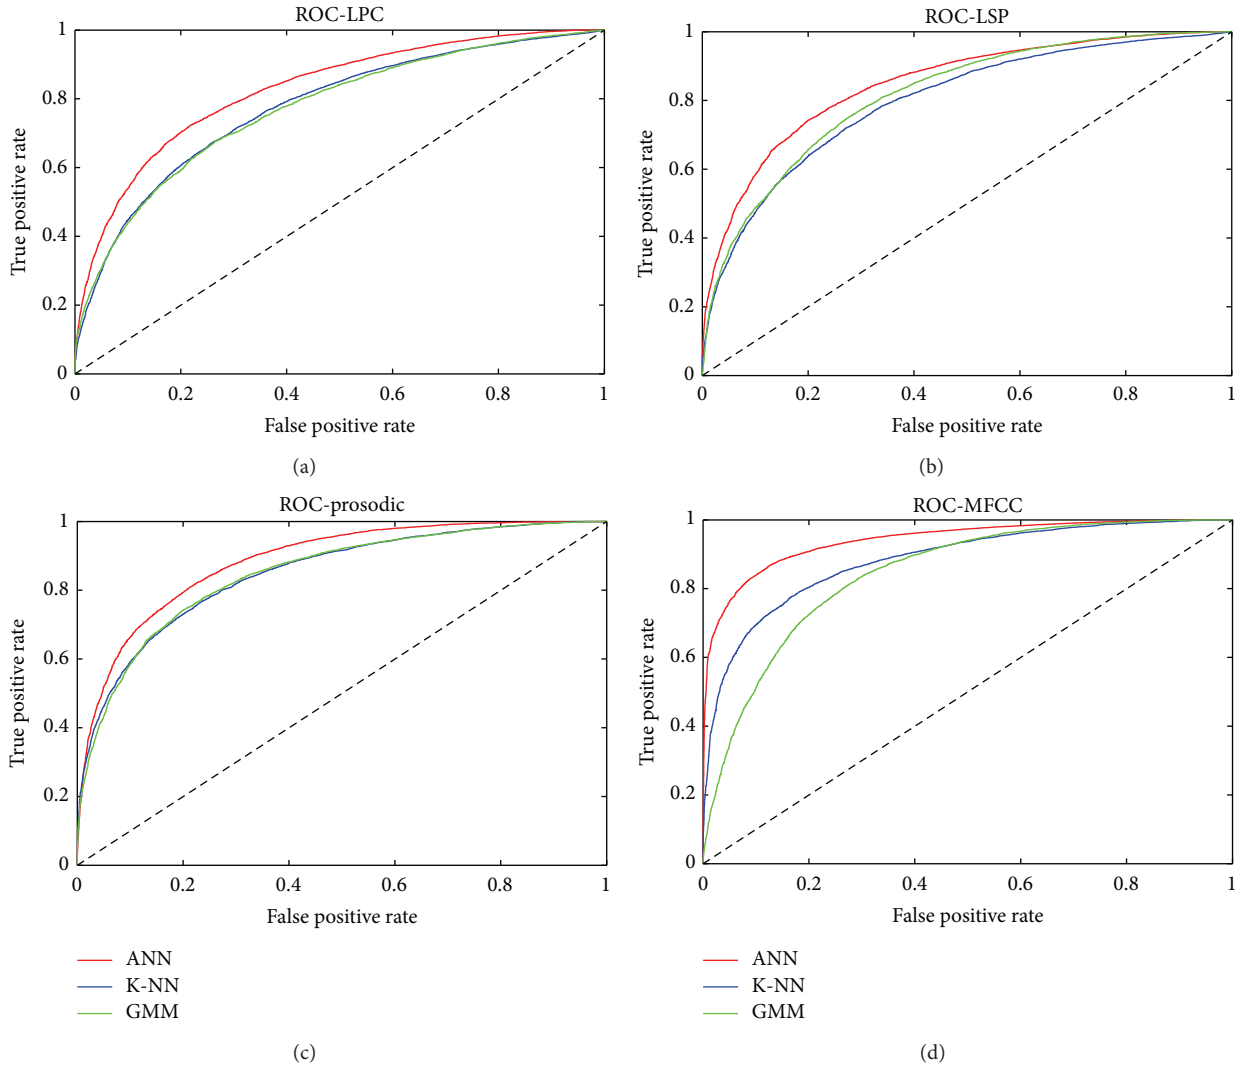 ROC-LPC
True positive rate
1
0.8
0.6
0.4
0.2
0
0 0.2 0.4 0.6 0.8 1
False positive rate
(a)
ROC-LSP
True positive rate
1
0.8
0.6
0.4
0.2
0
0 0.2 0.4 0.6 0.8 1
False positive rate
(b)
ROC-prosodic
True positive rate
1
0.8
0.6
0.4
0.2
0
0 0.2 0.4 0.6 0.8 1
False positive rate
ANN
K-NN
GMM
(c)
ROC-MFCC
True positive rate
1
0.8
0.6
0.4
0.2
0
0 0.2 0.4 0.6 0.8 1
False positive rate
ANN
K-NN
GMM
(d)